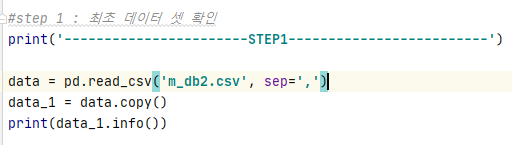 #step 1 : 최초 데이터 셋 확인
print('------------------------STEP1--------------------------')
data = pd.read_csv('m_db2.csv', sep=',')
data_1 = data.copy()
print(data_1.info())